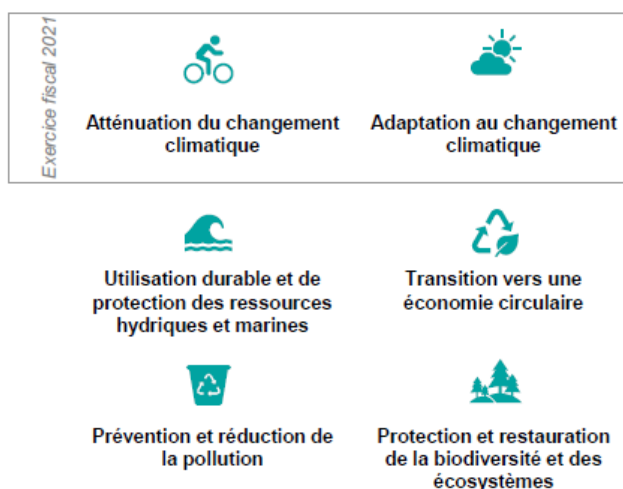 Exercice fiscal 2021
Atténuation du changement
climatique
Adaptation au changement
climatique
Utilisation durable et de
protection des ressources
hydriques et marines
Transition vers une
économie circulaire
Prévention et réduction de
la pollution
Protection et restauration
de la biodiversité et des
écosystèmes